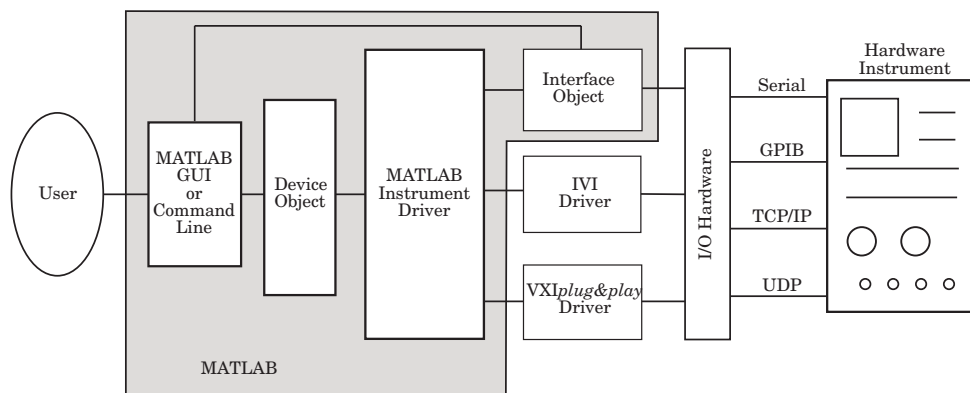 User
MATLAB
GUI
or
Command
Line
Device
Object
MATLAB
Instrument
Driver
Interface
Object
IVI
Driver
VXIplug&play
Driver
MATLAB
I/O Hardware
Serial
GPIB
TCP/IP
UDP
Hardware
Instrument